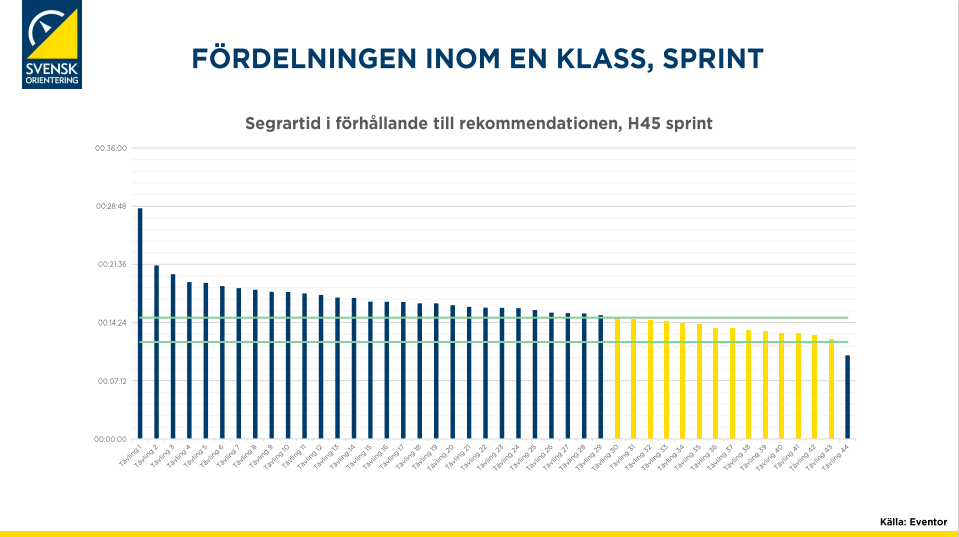 SVENSK
ORIENTERING
FÖRDELNINGEN INOM EN KLASS, SPRINT
Segrartid i förhållande till rekommendationen, H45 sprint
00:36:00
00:28:48
00:21:36
00:14:24
00:07:12
00:00:00
Tävling 1
Tävling 2
Tävling 3
Tävling 4
Tävling 5
Tävling 6
Tävling 7
Tävling 8
Tävling 9
Tävling 10
Tävling 11
Tävling 12
Tävling 13
Tävling 14
Tävling 15
Tävling 16
Tävling 17
Tävling 18
Tävling 19
Tävling 20
Tävling 21
Tävling 22
Tävling 23
Tävling 24
Tävling 25
Tävling 26
Tävling 27
Tävling 28
Tävling 29
Tävling 30
Tävling 31
Tävling 32
Tävling 33
Tävling 34
Tävling 35
Tävling 36
Tävling 37
Tävling 38
Tävling 39
Tävling 40
Tävling 41
Tävling 42
Tävling 43
Tävling 44
Källa: Eventor